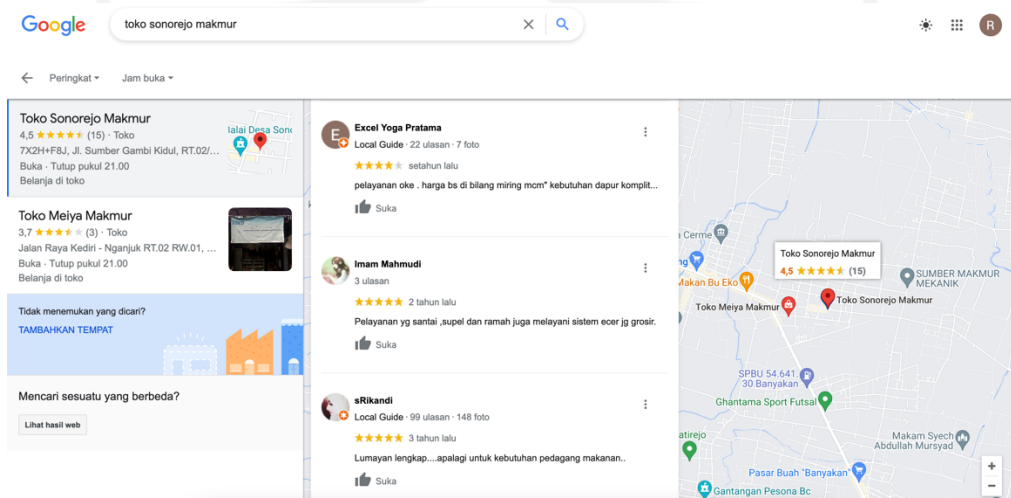 Google
toko sonorejo makmur
R
Peringkat
Jam buka
Toko Sonorejo Makmur
4,5 (15) · Toko
7X2H+F8J, Jl. Sumber Gambi Kidul, RT.02/...
Buka · Tutup pukul 21.00
Belanja di toko
Toko Meiya Makmur
3,7 (3) · Toko
Jalan Raya Kediri - Nganjuk RT.02 RW.01, ...
Buka · Tutup pukul 21.00
Belanja di toko
Tidak menemukan yang dicari?
TAMBAHKAN TEMPAT
Mencari sesuatu yang berbeda?
Lihat hasil web
E
Excel Yoga Pratama
Local Guide · 22 ulasan · 7 foto
setahun lalu
pelayanan oke . harga bs di bilang miring mcm" kebutuhan dapur komplit...
Suka
Imam Mahmudi
3 ulasan
2 tahun lalu
Pelayanan yg santai ,supel dan ramah juga melayani sistem ecer jg grosir.
Suka
sRikandi
Local Guide · 99 ulasan · 148 foto
3 tahun lalu
Lumayan lengkap....apalagi untuk kebutuhan pedagang makanan..
Suka
Cerme
Toko Sonorejo Makmur
4,5 (15)
Makan Bu Eko
SUMBER MAKMUR
MEKANIK
Toko Meiya Makmur
Toko Sonorejo Makmur
SPBU 54.641.
30 Banyakan
Ghantama Sport Futsal
atirejo
Makam Syech
Abdullah Mursyad
Pasar Buah "Banyakan"
Gantangan Pesona Bc